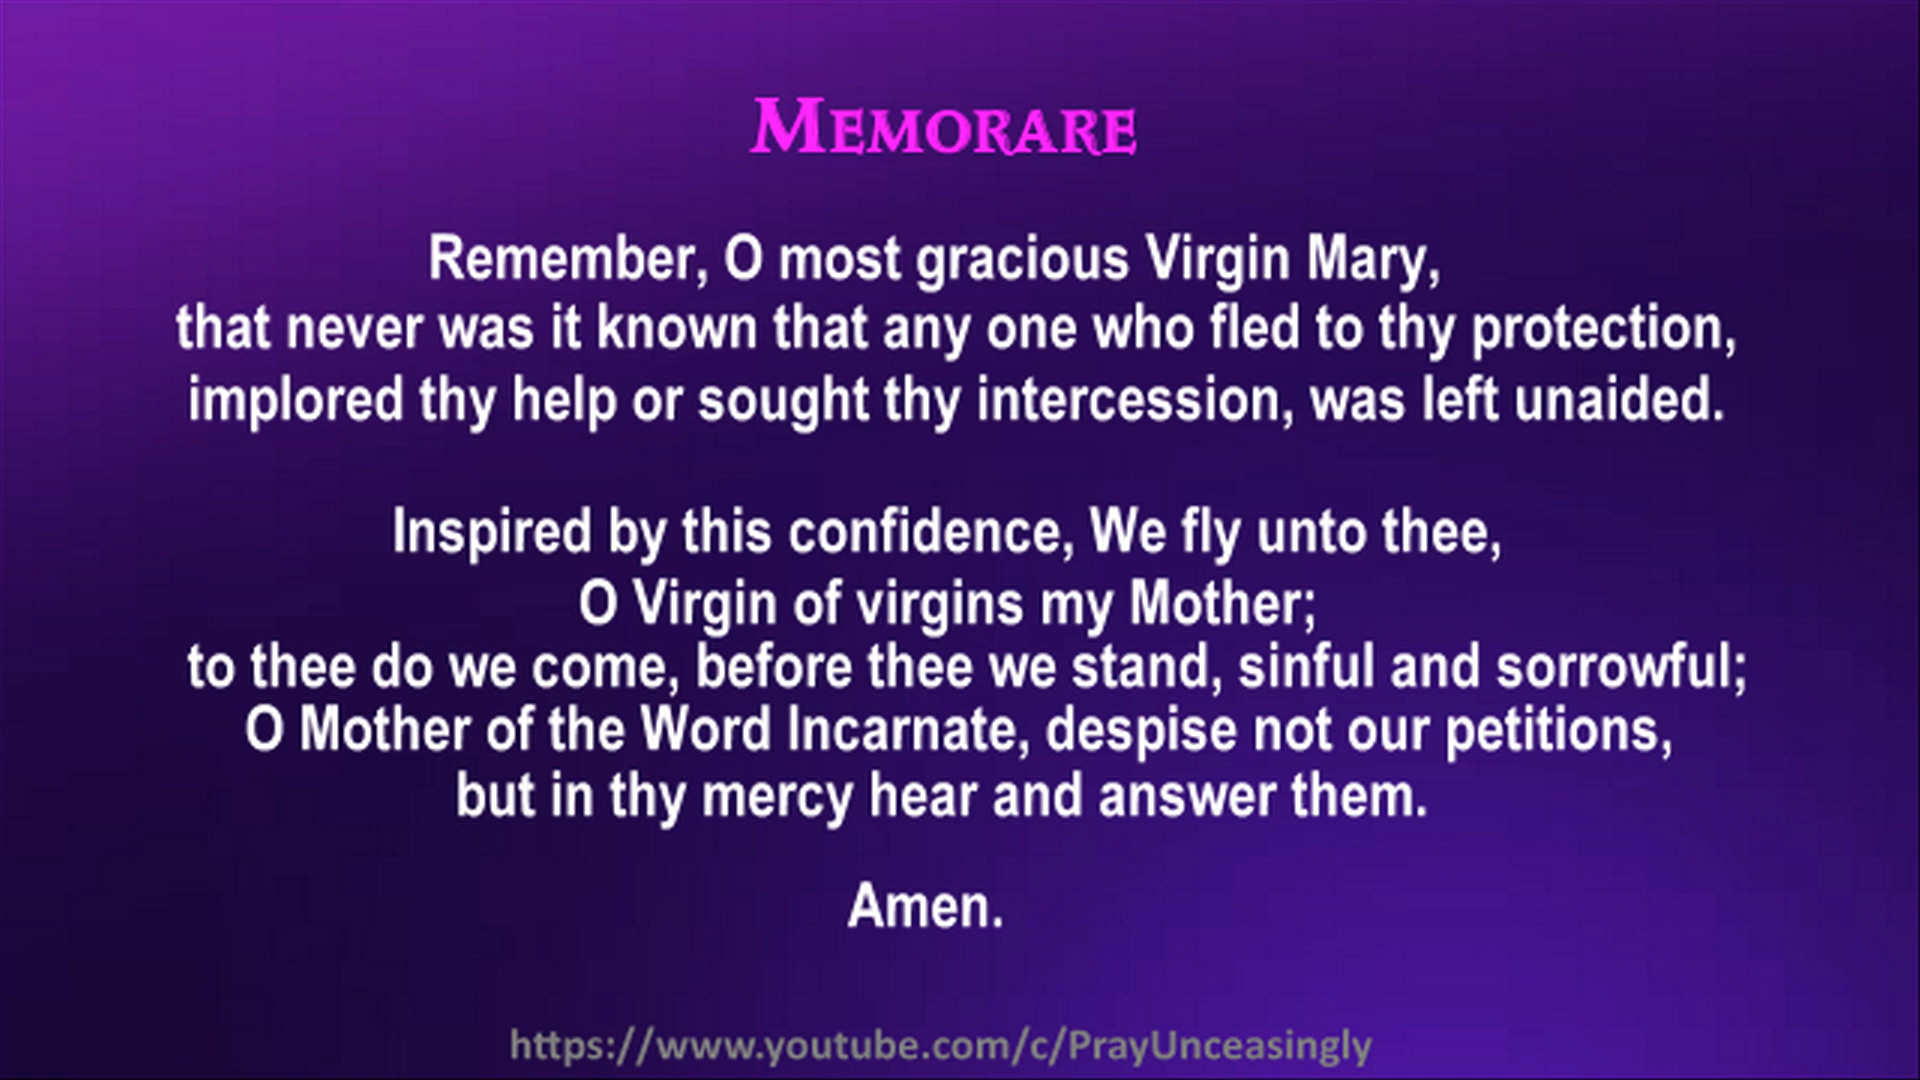 MEMORARE
Remember, O most gracious Virgin Mary,
that never was it known that any one who fled to thy protection,
implored thy help or sought thy intercession, was left unaided.
Inspired by this confidence, We fly unto thee,
O Virgin of virgins my Mother;
to thee do we come, before thee we stand, sinful and sorrowful;
O Mother of the Word Incarnate, despise not our petitions,
but in thy mercy hear and answer them.
Amen.
https://www.youtube.com/c/PrayUnceasingly